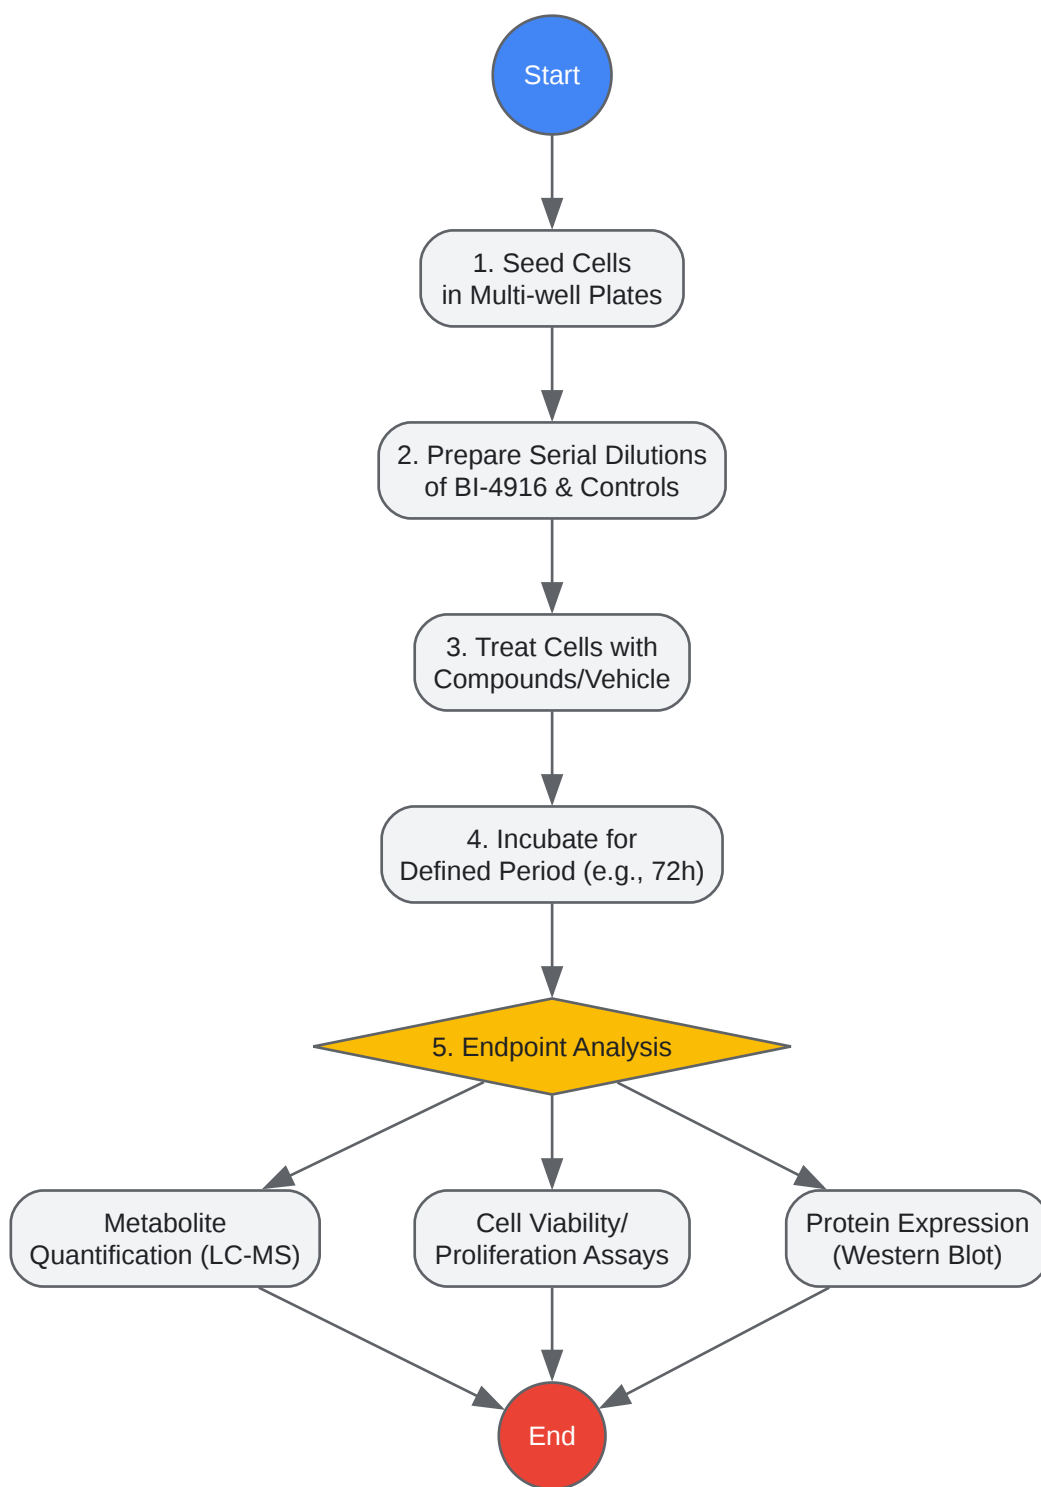 Start
1. Seed Cells
in Multi-well Plates
2. Prepare Serial Dilutions
of BI-4916 & Controls
3. Treat Cells with
Compounds/Vehicle
4. Incubate for
Defined Period (e.g., 72h)
5. Endpoint Analysis
Metabolite
Quantification (LC-MS)
Cell Viability/
Proliferation Assays
Protein Expression
(Western Blot)
End